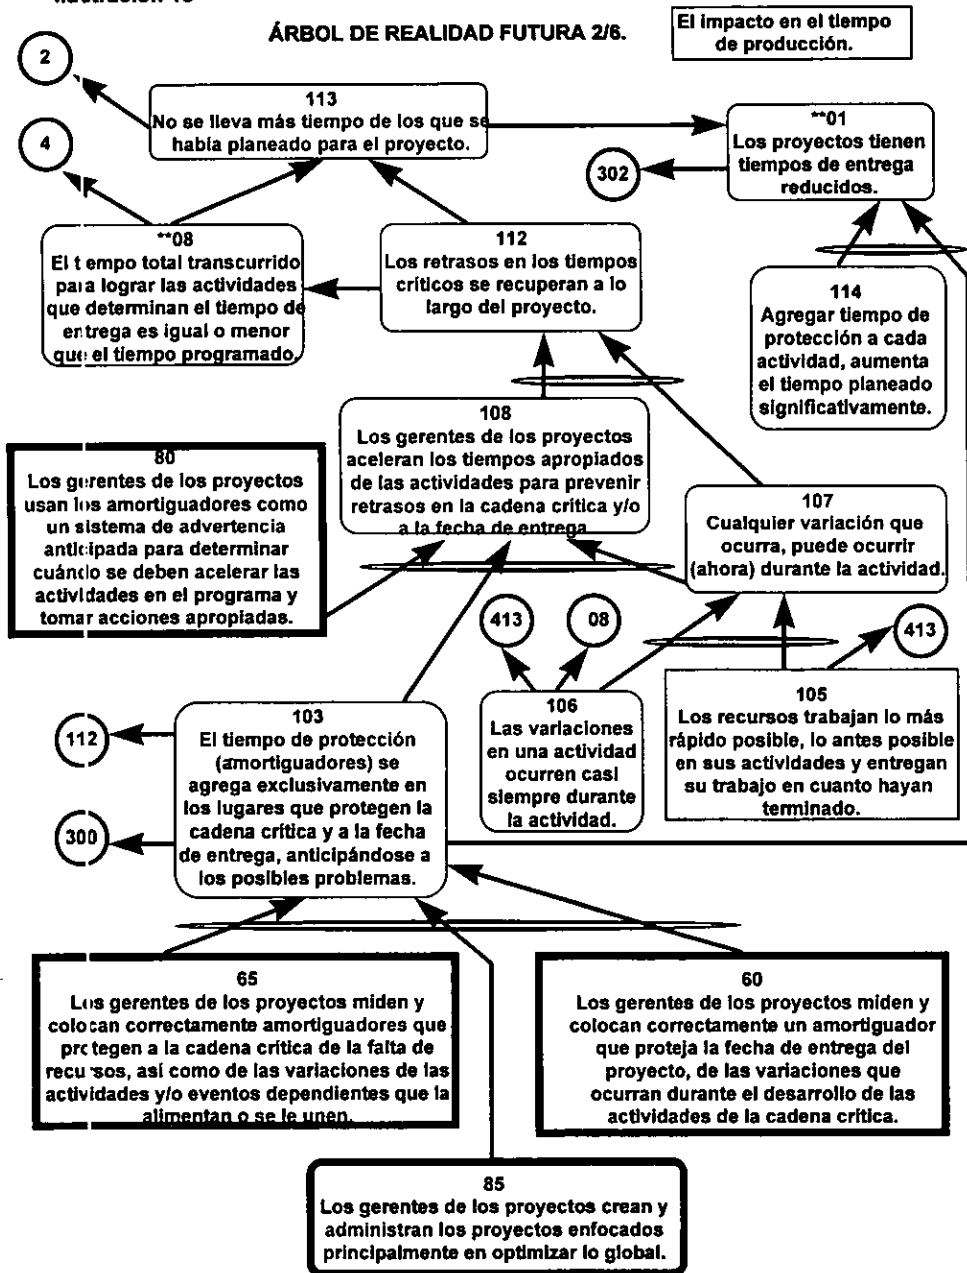 ÁRBOL DE REALIDAD FUTURA 2/6.
El impacto en el tiempo
de producción.
2
113
No se lleva más tiempo de los que se
había planeado para el proyecto.
**01
Los proyectos tienen
tiempos de entrega
reducidos.
4
302
**08
El t empo total transcurrido
para lograr las actividades
que determinan el tiempo de
entrega es igual o menor
que el tiempo programado.
112
Los retrasos en los tiempos
críticos se recuperan a lo
largo del proyecto.
114
Agregar tiempo de
protección a cada
actividad, aumenta
el tiempo planeado
significativamente.
108
Los gerentes de los proyectos
aceleran los tiempos apropiados
de las actividades para prevenir
retrasos en la cadena crítica y/o
a la fecha de entrega
80
Los gerentes de los proyectos
usan los amortiguadores como
un sistema de advertencia
anticipada para determinar
cuándo se deben acelerar las
actividades en el programa y
tomar acciones apropiadas.
107
Cualquier variación que
ocurra, puede ocurrir
(ahora) durante la actividad.
413
08
413
103
El tiempo de protección
(amortiguadores) se
agrega exclusivamente en
los lugares que protegen la
cadena crítica y a la fecha
de entrega, anticipándose a
los posibles problemas.
106
Las variaciones
en una actividad
ocurren casi
siempre durante
la actividad.
105
Los recursos trabajan lo más
rápido posible, lo antes posible
en sus actividades y entregan
su trabajo en cuanto hayan
terminado.
112
300
65
Los gerentes de los proyectos miden y
colocan correctamente amortiguadores que
protegen a la cadena crítica de la falta de
recursos, así como de las variaciones de las
actividades y/o eventos dependientes que la
alimentan o se le unen.
60
Los gerentes de los proyectos miden y
colocan correctamente un amortiguador
que proteja la fecha de entrega del
proyecto, de las variaciones que
ocurran durante el desarrollo de las
actividades de la cadena crítica.
85
Los gerentes de los proyectos crean y
administran los proyectos enfocados
principalmente en optimizar lo global.